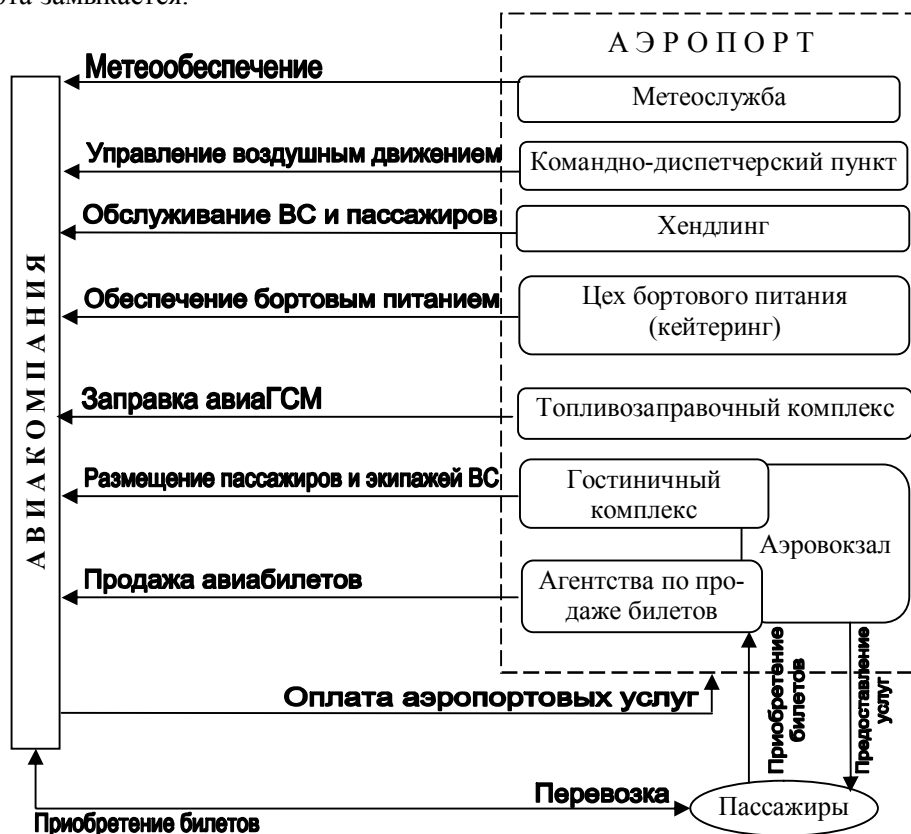 ота замыкается.
А Э Р О П О Р Т
Метеообеспечение
Метеослужба
Управление воздушным движением
Командно-диспетчерский пункт
Обслуживание ВС и пассажиров
Хендлинг
Обеспечение бортовым питанием
Цех бортового питания
(кейтеринг)
Заправка авиаГСМ
Топливозаправочный комплекс
Размещение пассажиров и экипажей ВС
Гостиничный
комплекс
Аэровокзал
Продажа авиабилетов
Агентства по про-
даже билетов
А В И А К О М П А Н И Я
Оплата аэропортовых услуг
Приобретение
билетов
Предоставление
услуг
Перевозка
Пассажиры
Приобретение билетов